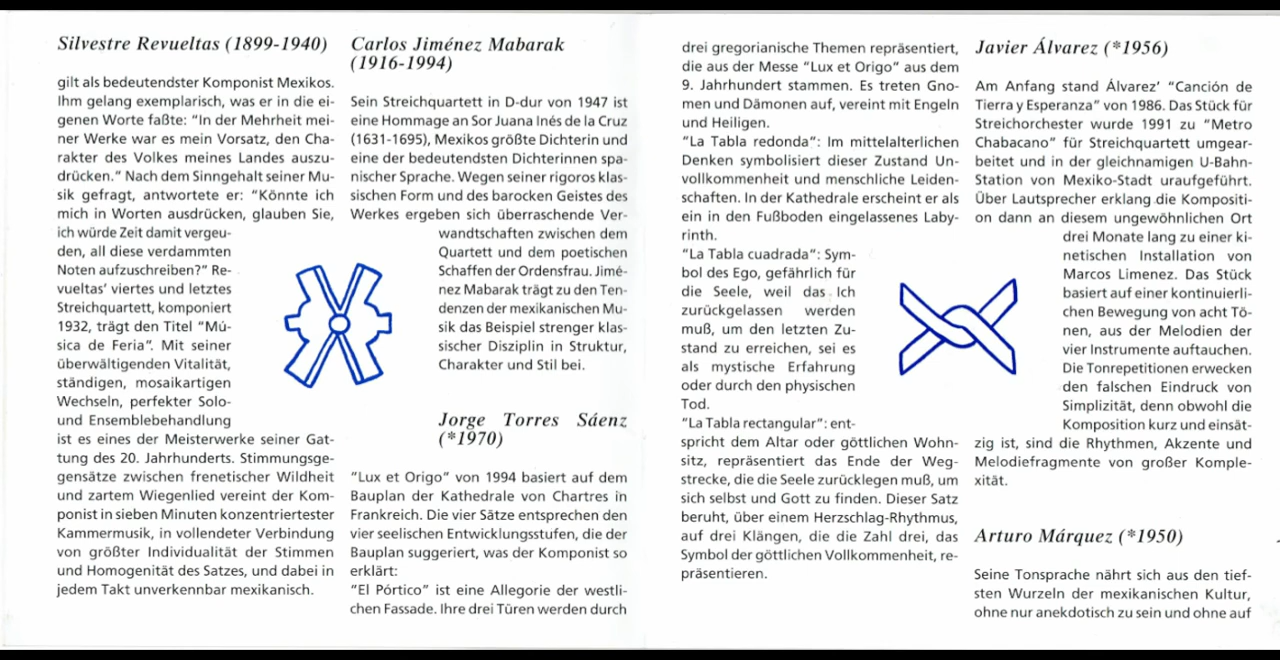 Silvestre Revueltas (1899-1940)
gilt als bedeutendster Komponist Mexikos.
Ihm gelang exemplarisch, was er in die ei-
genen Worte faßte: “In der Mehrheit mei-
ner Werke war es mein Vorsatz, den Cha-
rakter des Volkes meines Landes auszu-
drücken.” Nach dem Sinngehalt seiner Mu-
sik gefragt, antwortete er: “Könnte ich
mich in Worten ausdrücken, glauben Sie,
ich würde Zeit damit vergeu-
den, all diese verdammten
Noten aufzuschreiben?” Re-
vueltas’ viertes und letztes
Streichquartett, komponiert
1932, trägt den Titel “Mú-
sica de Feria”. Mit seiner
überwältigenden Vitalität,
ständigen, mosaikartigen
Wechseln, perfekter Solo-
und Ensemblebehandlung
ist es eines der Meisterwerke seiner Gat-
tung des 20. Jahrhunderts. Stimmungsge-
gensätze zwischen frenetischer Wildheit
und zartem Wiegenlied vereint der Kom-
ponist in sieben Minuten konzentriertester
Kammermusik, in vollendeter Verbindung
von größter Individualität der Stimmen
und Homogenität des Satzes, und dabei in
jedem Takt unverkennbar mexikanisch.
Carlos Jiménez Mabarak
(1916-1994)
Sein Streichquartett in D-dur von 1947 ist
eine Hommage an Sor Juana Inés de la Cruz
(1631-1695), Mexikos größte Dichterin und
eine der bedeutendsten Dichterinnen spa-
nischer Sprache. Wegen seiner rigoros klas-
sischen Form und des barocken Geistes des
Werkes ergeben sich überraschende Ver-
wandtschaften zwischen dem
Quartett und dem poetischen
Schaffen der Ordensfrau. Jimé-
nez Mabarak trägt zu den Ten-
denzen der mexikanischen Mu-
sik das Beispiel strenger klas-
sischer Disziplin in Struktur,
Charakter und Stil bei.
Jorge Torres Sáenz
(*1970)
“Lux et Origo” von 1994 basiert auf dem
Bauplan der Kathedrale von Chartres in
Frankreich. Die vier Sätze entsprechen den
vier seelischen Entwicklungsstufen, die der
Bauplan suggeriert, was der Komponist so
erklärt:
“El Pórtico” ist eine Allegorie der westli-
chen Fassade. Ihre drei Türen werden durch
drei gregorianische Themen repräsentiert,
die aus der Messe “Lux et Origo” aus dem
9. Jahrhundert stammen. Es treten Gno-
men und Dämonen auf, vereint mit Engeln
und Heiligen.
“La Tabla redonda”: Im mittelalterlichen
Denken symbolisiert dieser Zustand Un-
vollkommenheit und menschliche Leiden-
schaften. In der Kathedrale erscheint er als
ein in den Fußboden eingelassenes Laby-
rinth.
“La Tabla cuadrada”: Sym-
bol des Ego, gefährlich für
die Seele, weil das Ich
zurückgelassen werden
muß, um den letzten Zu-
stand zu erreichen, sei es
als mystische Erfahrung
oder durch den physischen
Tod.
“La Tabla rectangular”: ent-
spricht dem Altar oder göttlichen Wohn-
sitz, repräsentiert das Ende der Weg-
strecke, die die Seele zurücklegen muß, um
sich selbst und Gott zu finden. Dieser Satz
beruht, über einem Herzschlag-Rhythmus,
auf drei Klängen, die die Zahl drei, das
Symbol der göttlichen Vollkommenheit, re-
präsentieren.
Javier Álvarez (*1956)
Am Anfang stand Álvarez’ “Canción de
Tierra y Esperanza” von 1986. Das Stück für
Streichorchester wurde 1991 zu “Metro
Chabacano” für Streichquartett umgear-
beitet und in der gleichnamigen U-Bahn-
Station von Mexiko-Stadt uraufgeführt.
Über Lautsprecher erklang die Kompositi-
on dann an diesem ungewöhnlichen Ort
drei Monate lang zu einer ki-
netischen Installation von
Marcos Limenez. Das Stück
basiert auf einer kontinuierli-
chen Bewegung von acht Tö-
nen, aus der Melodien der
vier Instrumente auftauchen.
Die Tonrepetitionen erwecken
den falschen Eindruck von
Simplizität, denn obwohl die
Komposition kurz und einsät-
zig ist, sind die Rhythmen, Akzente und
Melodiefragmente von großer Komple-
xität.
Arturo Márquez (*1950)
Seine Tonsprache nährt sich aus den tief-
sten Wurzeln der mexikanischen Kultur,
ohne nur anekdotisch zu sein und ohne auf